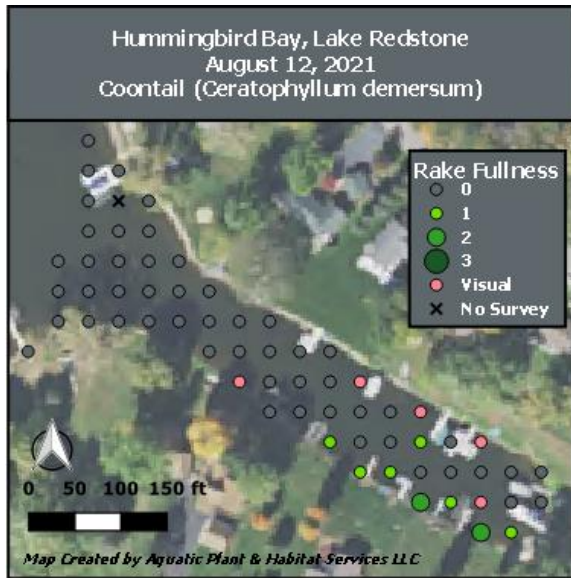 Hummingbird Bay, Lake Redstone
August 12, 2021
Coontail (Ceratophyllum demersum)
Rake Fullness
0
1
2
3
Visual
No Survey
0 50 100 150 ft
Map Created by Aquatic Plant & Habitat Services LLC